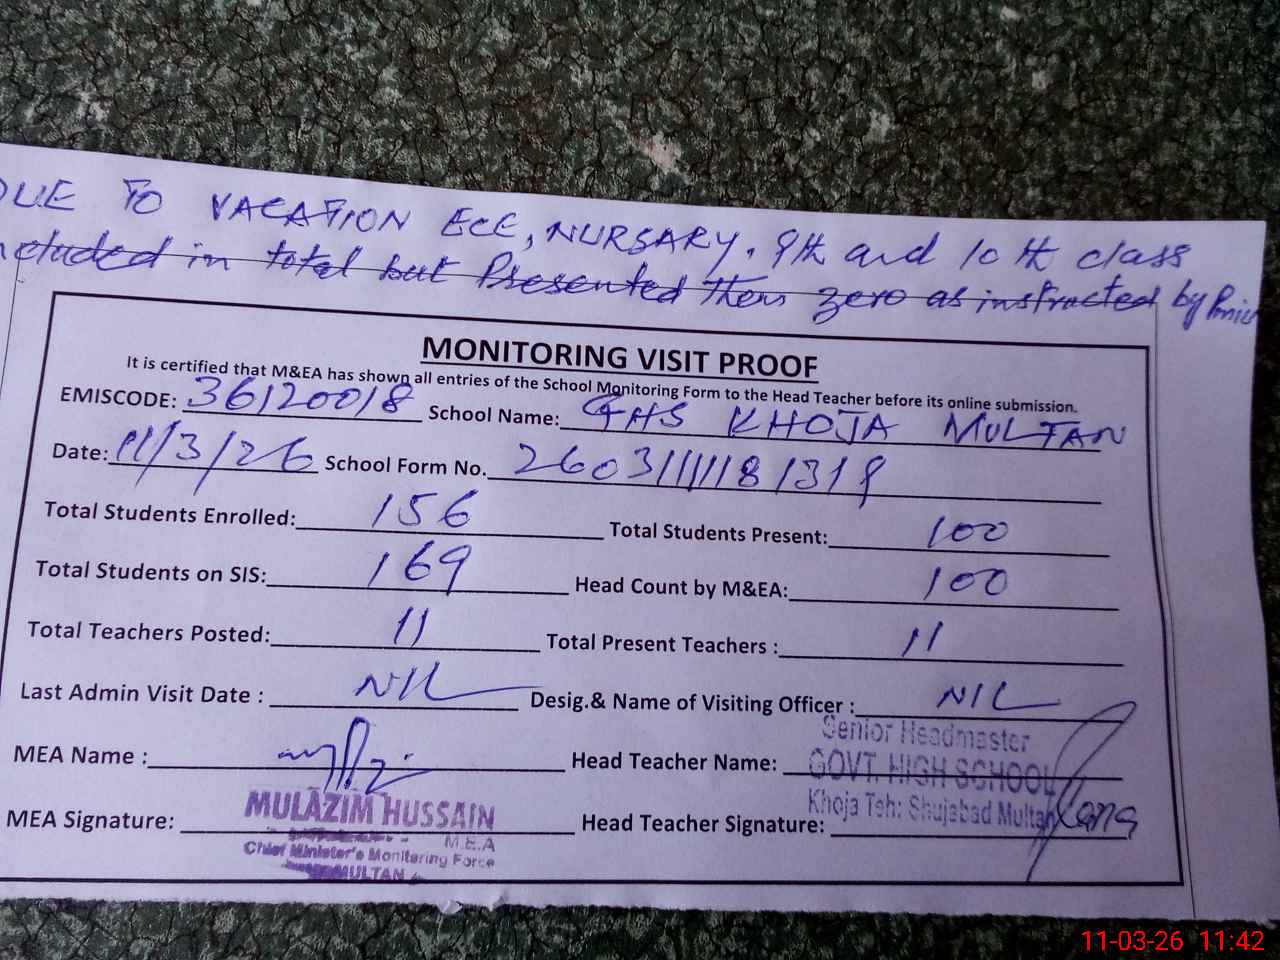 DUE TO VACATION ECE, NURSARY, 9th and 10th class
included in total but Presented them zero as instructed by
MONITORING VISIT PROOF
It is certified that M&EA has shown all entries of the School Monitoring Form to the Head Teacher before its online submission.
EMISCODE: 36120018 School Name: GHS KHOJA MULTAN
Date: 11/3/26 School Form No.
Total Students Enrolled: 156 Total Students Present: 100
Total Students on SIS: 169 Head Count by M&EA: 100
Total Teachers Posted: 11 Total Present Teachers : 11
Last Admin Visit Date : NIL Desig.& Name of Visiting Officer : NIL
MEA Name : Head Teacher Name:
Senior Headmaster
GOVT. HIGH SCHOOL
Khoja Teh: Shujabad Multan
MEA Signature: Head Teacher Signature:
MULAZIM HUSSAIN
M.E.A
Chief Minister's Monitoring Force
MULTAN
11-03-26 11:42